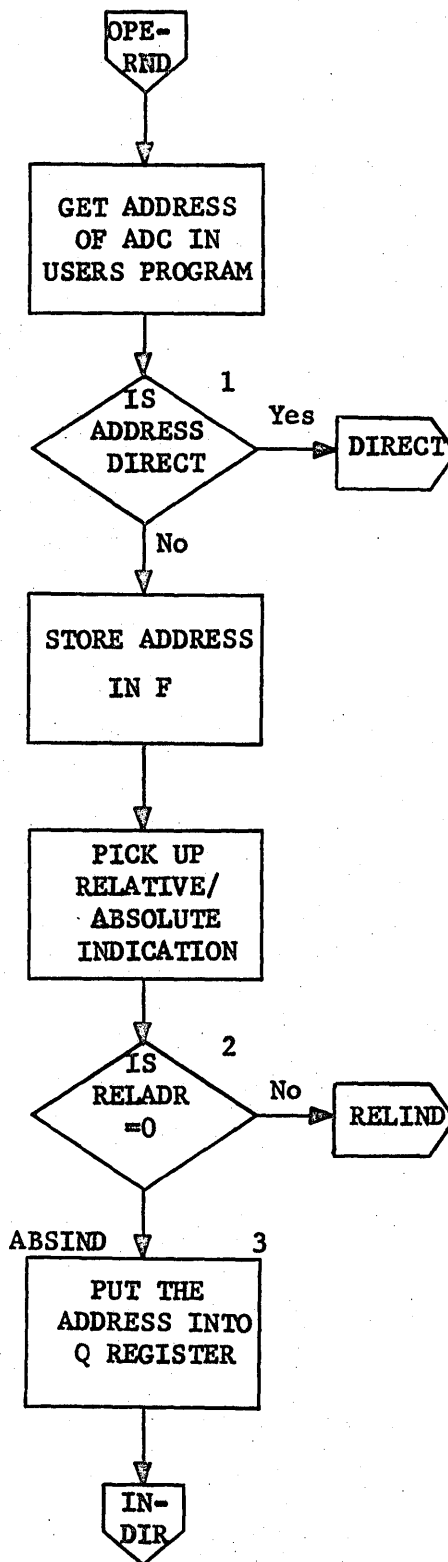 OPE-
RND
GET ADDRESS
OF ADC IN
USERS PROGRAM
1
IS
ADDRESS
DIRECT
Yes
DIRECT
No
STORE ADDRESS
IN F
PICK UP
RELATIVE/
ABSOLUTE
INDICATION
2
IS
RELADR
=0
No
RELIND
ABSIND
3
PUT THE
ADDRESS INTO
Q REGISTER
IN-
DIR